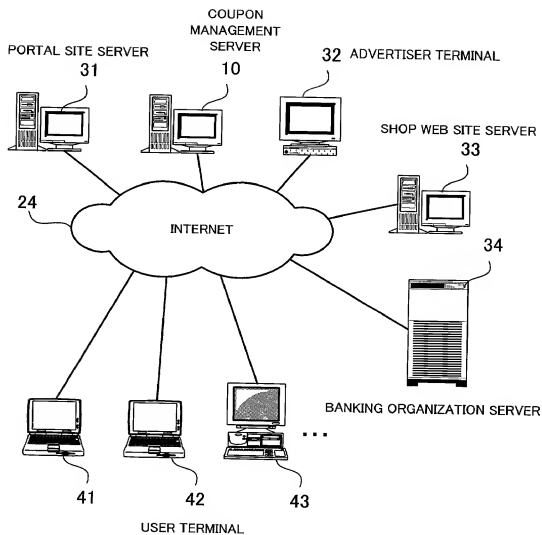 COUPON
MANAGEMENT
SERVER
PORTAL SITE SERVER
31
10
32
ADVERTISER TERMINAL
SHOP WEB SITE SERVER
33
24
INTERNET
34
BANKING ORGANIZATION SERVER
...
41
42
43
USER TERMINAL